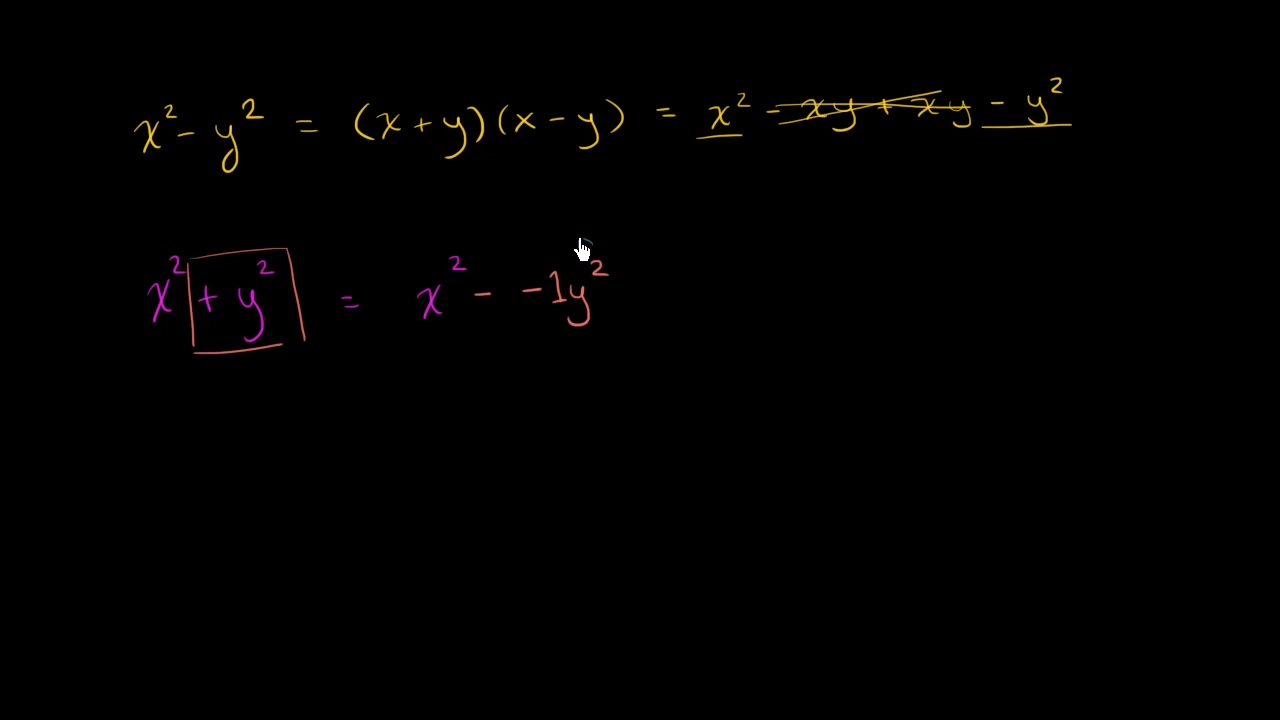 x² - y² = (x + y)(x - y) = x² - xy + xy - y²
x² + y² = x² - -1y²